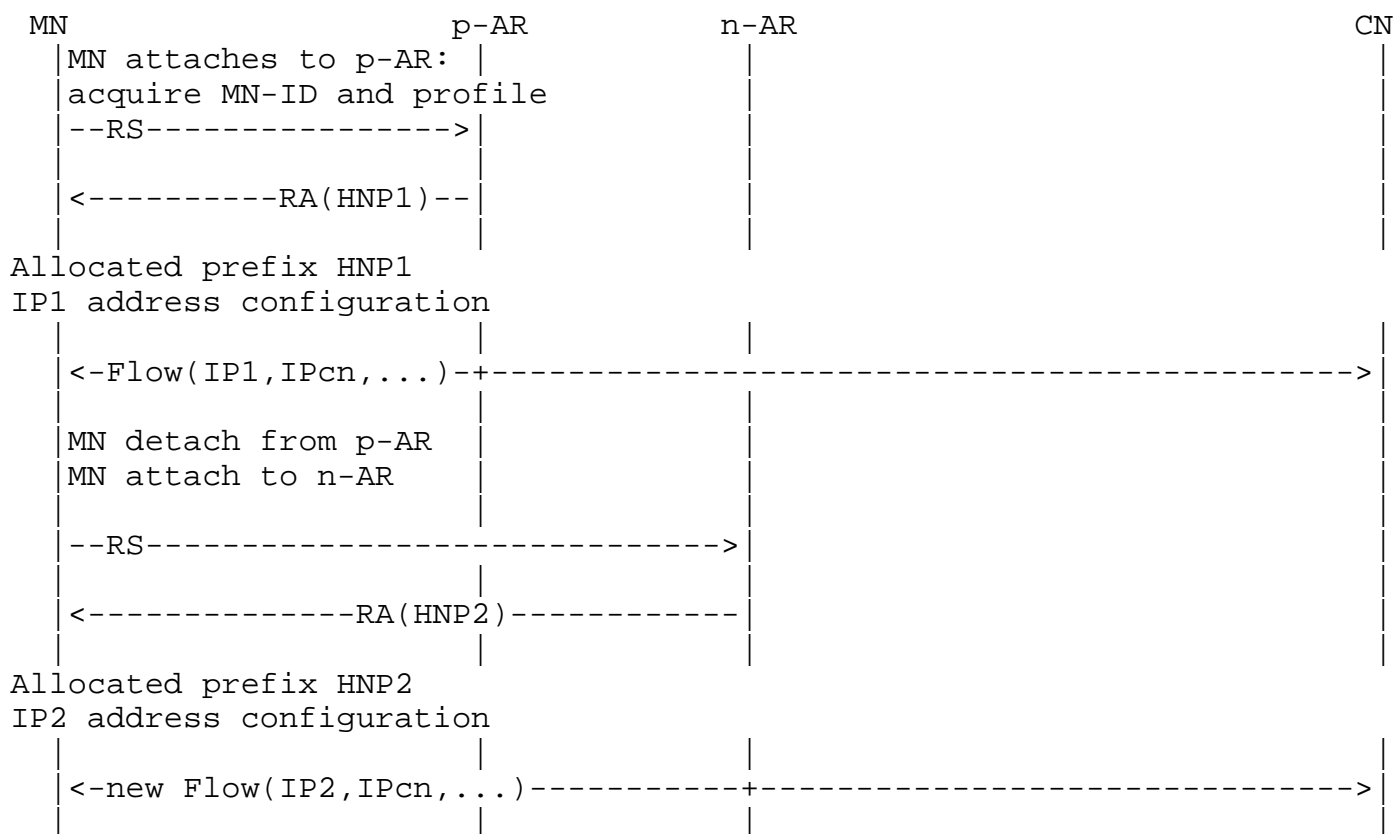 MN p-AR n-AR CN
|MN attaches to p-AR: | | |
|acquire MN-ID and profile | |
|--RS---------------->| | |
| | | |
|<----------RA(HNP1)--| | |
| | | |
Allocated prefix HNP1
IP1 address configuration
| | | |
|<-Flow(IP1,IPcn,...)-+--------------------------------------------->|
| | | |
|MN detach from p-AR | | |
|MN attach to n-AR | | |
| | | |
|--RS------------------------------>| |
| | | |
|<--------------RA(HNP2)------------| |
| | | |
Allocated prefix HNP2
IP2 address configuration
| | | |
|<-new Flow(IP2,IPcn,...)-----------+------------------------------->|
| | | |